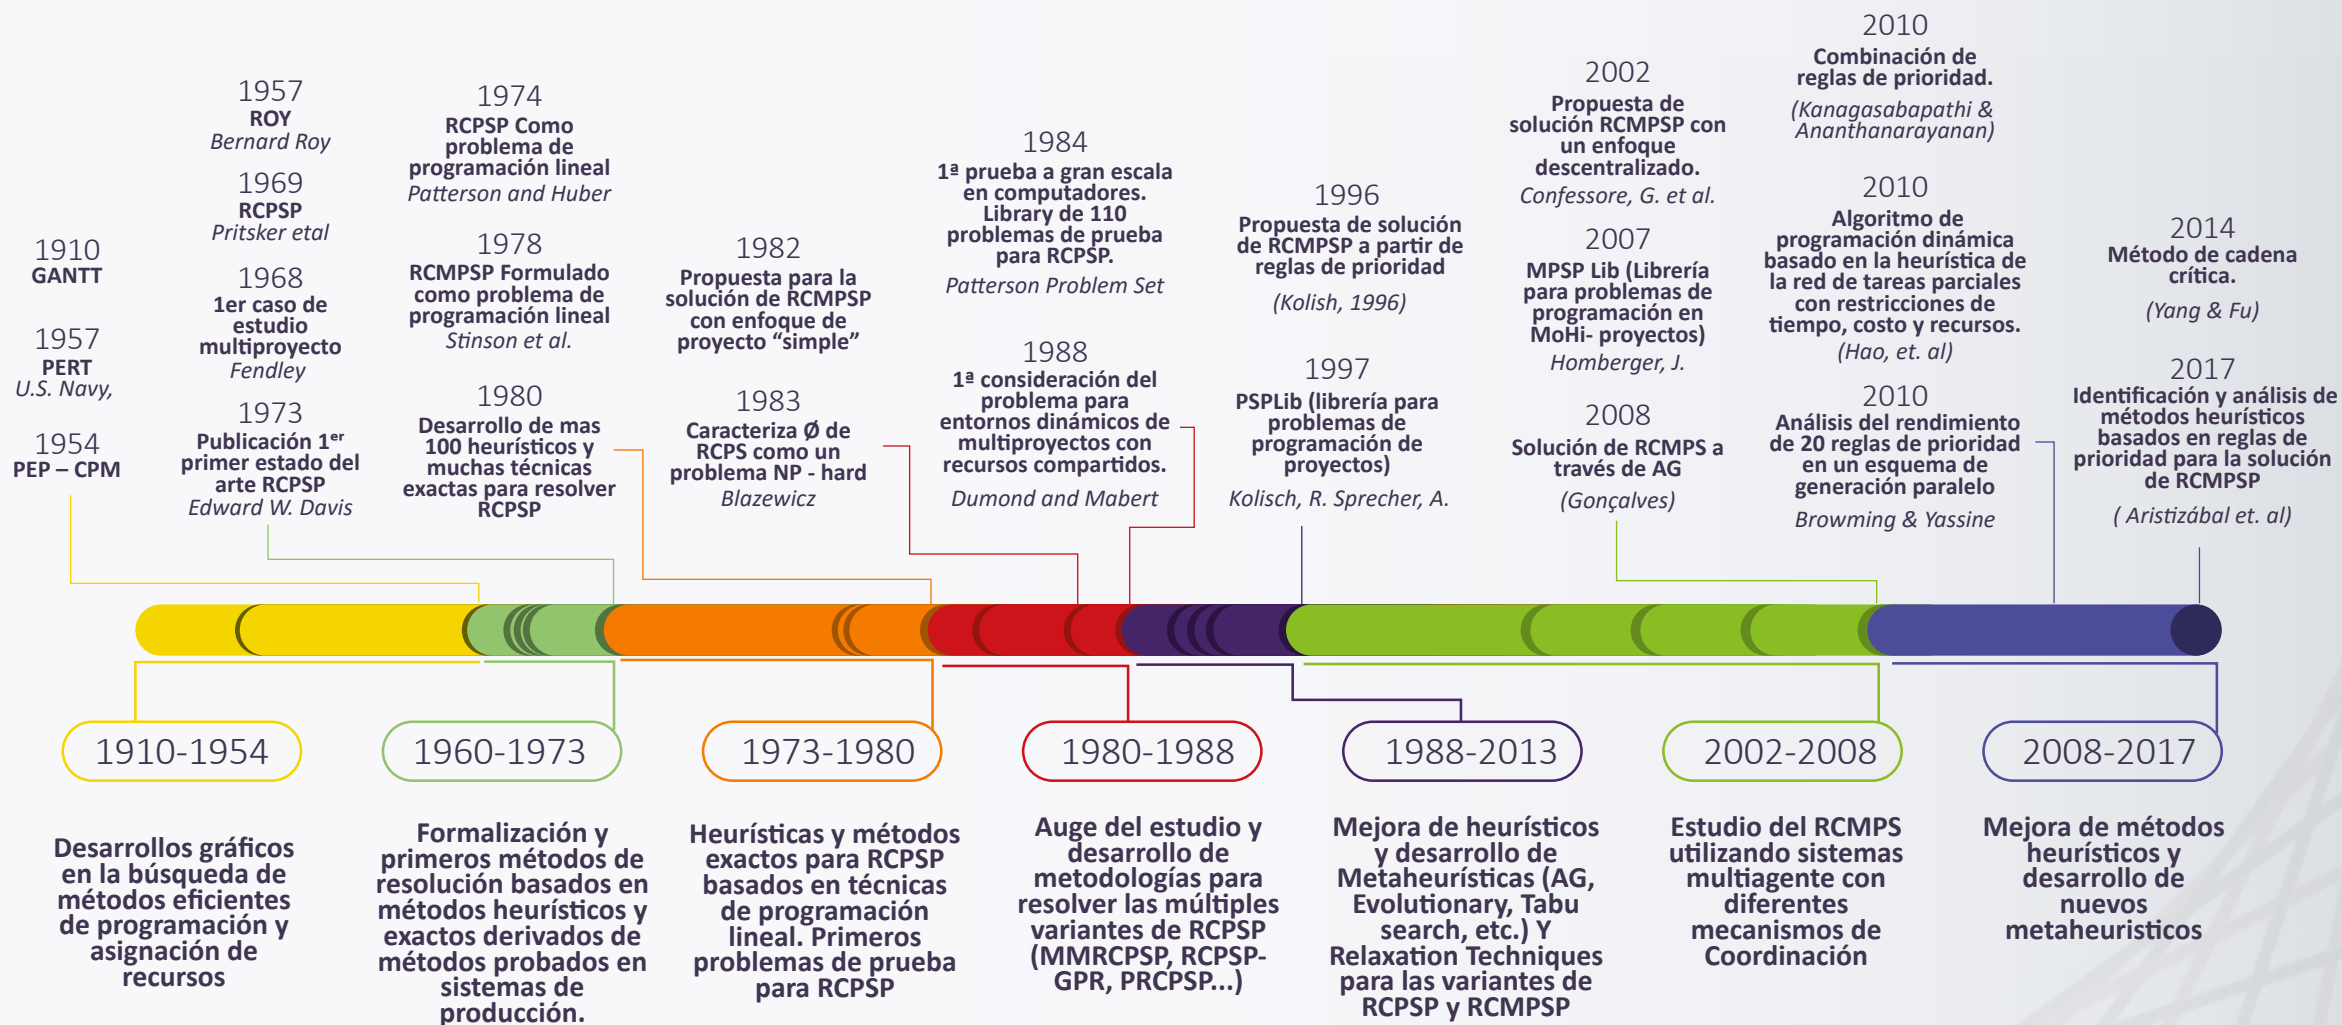 1910
GANTT
1957
PERT
U.S. Navy,
1954
PEP – CPM
1957
ROY
Bernard Roy
1969
RCPSP
Pritsker etal
1968
1er caso de
estudio
multiproyecto
Fendley
1973
Publicación 1er
primer estado del
arte RCPSP
Edward W. Davis
1974
RCPSP Como
problema de
programación lineal
Patterson and Huber
1978
RCMPSP Formulado
como problema de
programación lineal
Stinson et al.
1980
Desarrollo de mas
100 heurísticos y
muchas técnicas
exactas para resolver
RCPSP
1982
Propuesta para la
solución de RCMPSP
con enfoque de
proyecto “simple”
1983
Caracteriza Ø de
RCPS como un
problema NP - hard
Blazewicz
1984
1ª prueba a gran escala
en computadores.
Library de 110
problemas de prueba
para RCPSP.
Patterson Problem Set
1988
1ª consideración del
problema para
entornos dinámicos de
multiproyectos con
recursos compartidos.
Dumond and Mabert
1996
Propuesta de solución
de RCMPSP a partir de
reglas de prioridad
(Kolish, 1996)
1997
PSPLib (librería para
problemas de
programación de
proyectos)
Kolisch, R. Sprecher, A.
2002
Propuesta de
solución RCMPSP con
un enfoque
descentralizado.
Confessore, G. et al.
2007
MPSP Lib (Librería
para problemas de
programación en
MoHi- proyectos)
Homberger, J.
2008
Solución de RCMPS a
través de AG
(Gonçalves)
2010
Combinación de
reglas de prioridad.
(Kanagasabapathi &
Ananthanarayanan)
2010
Algoritmo de
programación dinámica
basado en la heurística de
la red de tareas parciales
con restricciones de
tiempo, costo y recursos.
(Hao, et. al)
2010
Análisis del rendimiento
de 20 reglas de prioridad
en un esquema de
generación paralelo
Browming & Yassine
2014
Método de cadena
crítica.
(Yang & Fu)
2017
Identificación y análisis de
métodos heurísticos
basados en reglas de
prioridad para la solución
de RCMPSP
( Aristizábal et. al)
1910-1954
Desarrollos gráficos
en la búsqueda de
métodos eficientes
de programación y
asignación de
recursos
1960-1973
Formalización y
primeros métodos de
resolución basados en
métodos heurísticos y
exactos derivados de
métodos probados en
sistemas de
producción.
1973-1980
Heurísticas y métodos
exactos para RCPSP
basados en técnicas
de programación
lineal. Primeros
problemas de prueba
para RCPSP
1980-1988
Auge del estudio y
desarrollo de
metodologías para
resolver las múltiples
variantes de RCPSP
(MMRCPSP, RCPSP-
GPR, PRCPSP...)
1988-2013
Mejora de heurísticos
y desarrollo de
Metaheurísticas (AG,
Evolutionary, Tabu
search, etc.) Y
Relaxation Techniques
para las variantes de
RCPSP y RCMPSP
2002-2008
Estudio del RCMPS
utilizando sistemas
multiagente con
diferentes
mecanismos de
Coordinación
2008-2017
Mejora de métodos
heurísticos y
desarrollo de
nuevos
metaheuristicos